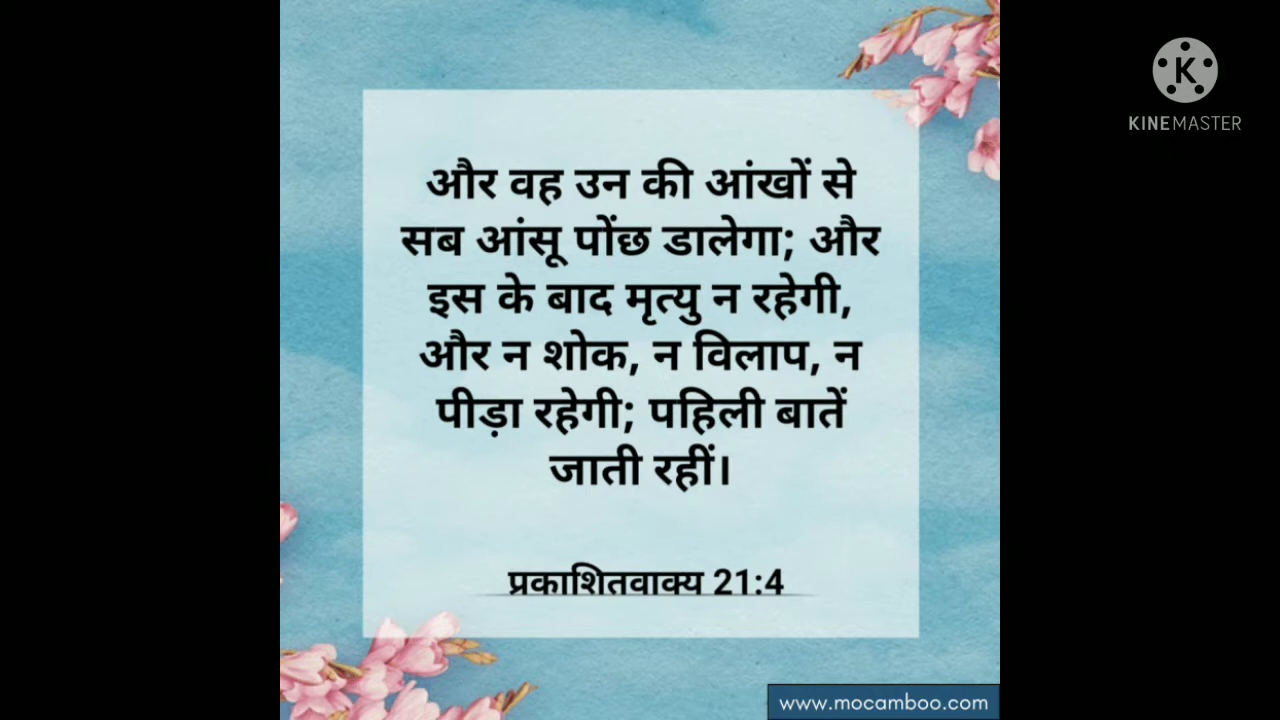 और वह उन की आंखों से
सब आंसू पोंछ डालेगा; और
इस के बाद मृत्यु न रहेगी,
और न शोक, न विलाप, न
पीड़ा रहेगी; पहिली बातें
जाती रहीं।
प्रकाशितवाक्य 21:4
www.mocamboo.com
K
KINEMASTER